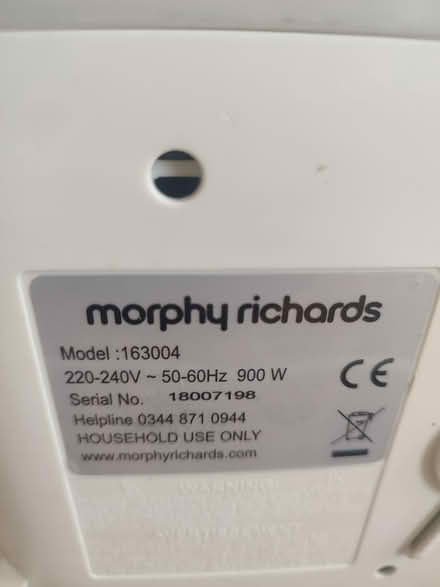 morphy richards
Model :163004
220-240V ~ 50-60Hz 900 W
CE
Serial No. 18007198
Helpline 0344 871 0944
HOUSEHOLD USE ONLY
www.morphyrichards.com
WARNING